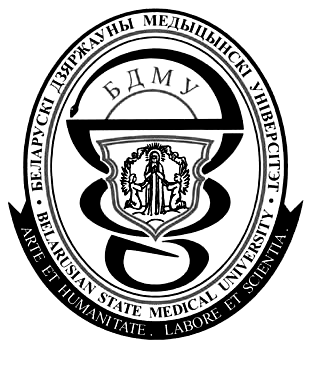 БЕЛАРУСКІ ДЗЯРЖАЎНЫ МЕДЫЦЫНСКІ УНІВЕРСІТЭТ
БДМУ
BELARUSIAN STATE MEDICAL UNIVERSITY
ARTE ET HUMANITATE, LABORE ET SCIENTIA